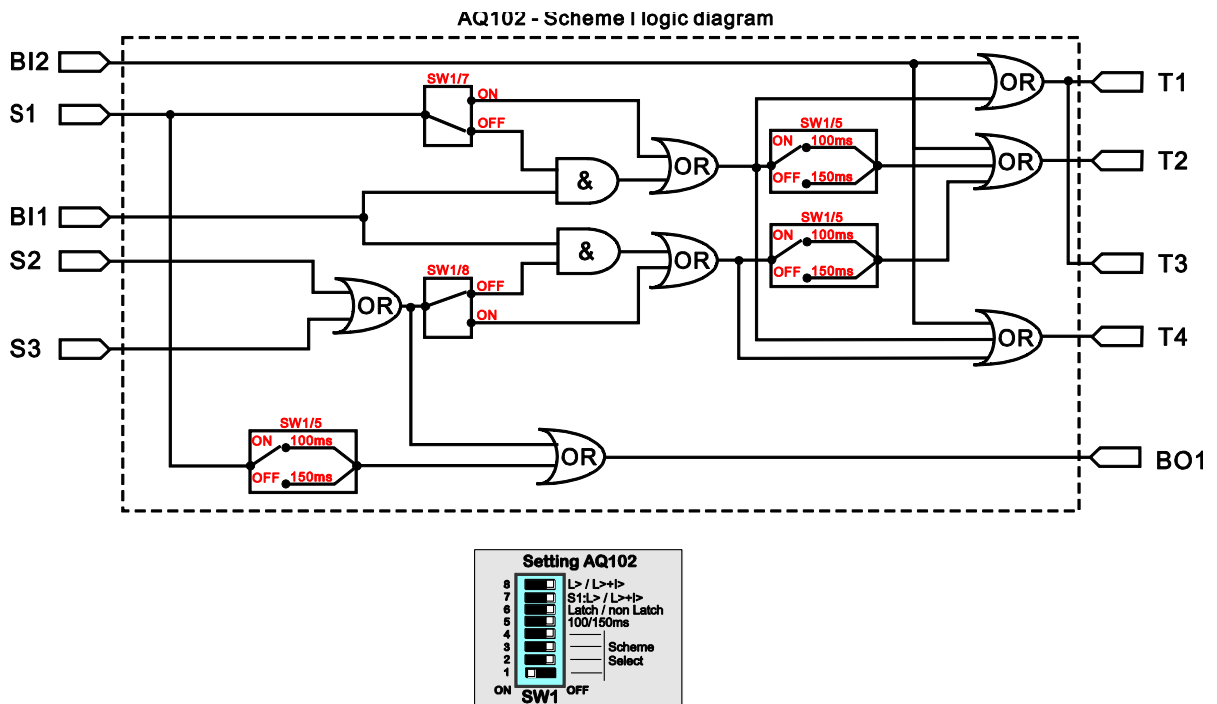 AQ102 - Scheme I logic diagram
BI2
S1
BI1
S2
S3
SW1/7
ON
OFF
&
OR
SW1/5
ON 100ms
OFF 150ms
OR
T1
OR
T2
&
OR
SW1/5
ON 100ms
OFF 150ms
T3
OR
SW1/8
OFF
ON
OR
T4
SW1/5
ON 100ms
OFF 150ms
OR
BO1
Setting AQ102
8 L> / L>+I>
7 S1:L> / L>+I>
6 Latch / non Latch
5 100/150ms
4
3 Scheme
2 Select
1
ON SW1 OFF